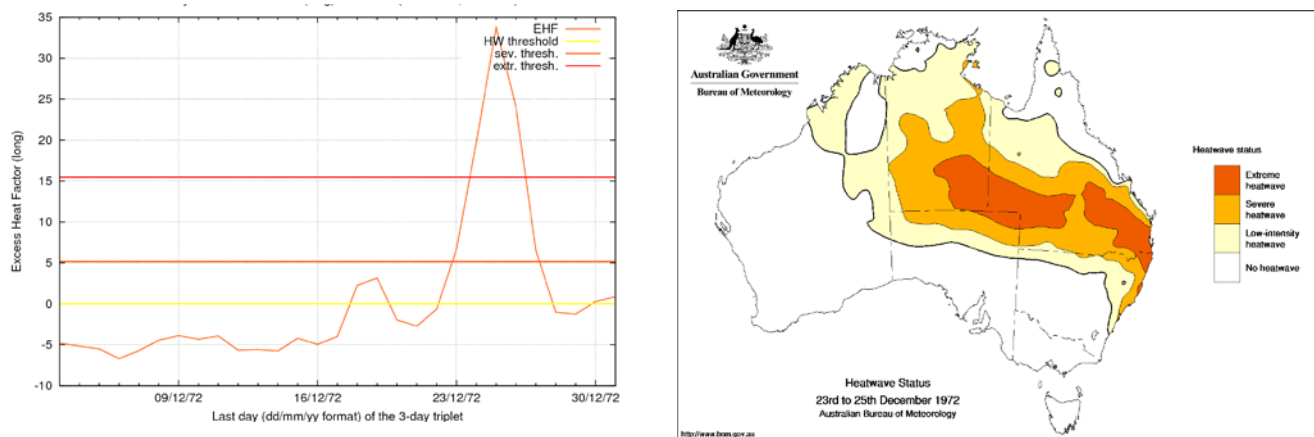 35
30
25
20
15
10
5
0
-5
-10
Excess Heat Factor (long)
EHF
HW threshold
sev. thresh.
extr. thresh.
09/12/72
16/12/72
23/12/72
30/12/72
Last day (dd/mm/yy format) of the 3-day triplet
Australian Government
Bureau of Meteorology
Heatwave status
Extreme
heatwave
Severe
heatwave
Low-intensity
heatwave
No heatwave
Heatwave Status
23rd to 25th December 1972
Australian Bureau of Meteorology
http://www.bom.gov.au